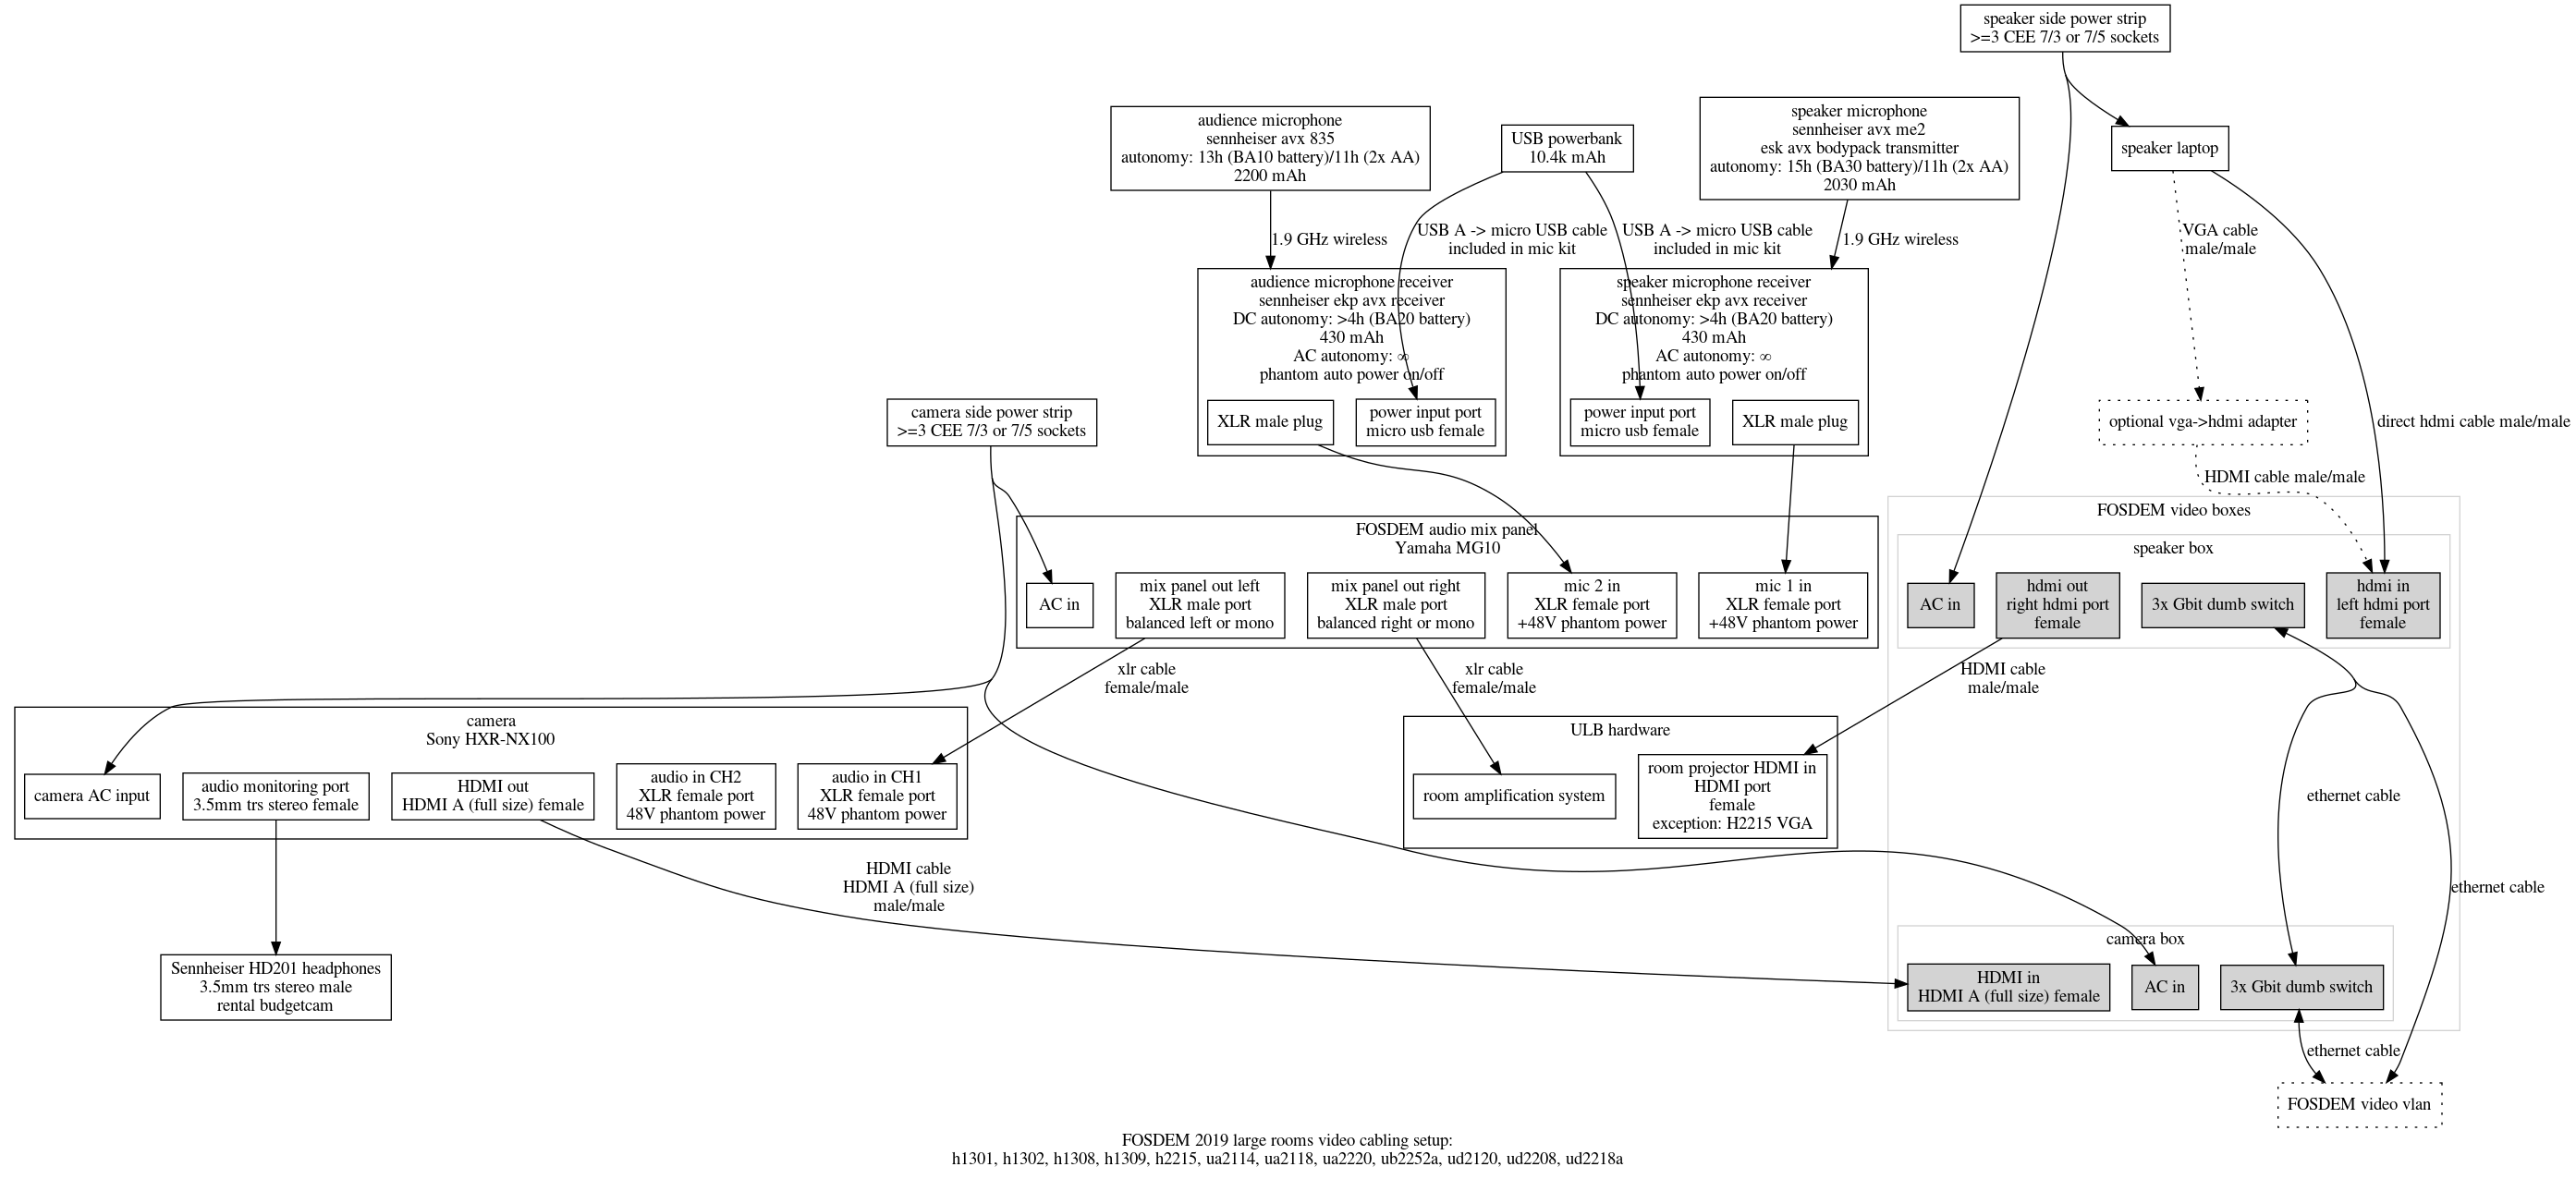 speaker side power strip
>=3 CEE 7/3 or 7/5 sockets
audience microphone
sennheiser avx 835
autonomy: 13h (BA10 battery)/11h (2x AA)
2200 mAh
USB powerbank
10.4k mAh
speaker microphone
sennheiser avx me2
esk avx bodypack transmitter
autonomy: 15h (BA30 battery)/11h (2x AA)
2030 mAh
speaker laptop
1.9 GHz wireless
USB A -> micro USB cable
included in mic kit
USB A -> micro USB cable
included in mic kit
1.9 GHz wireless
VGA cable
male/male
audience microphone receiver
sennheiser ekp avx receiver
DC autonomy: >4h (BA20 battery)
430 mAh
AC autonomy: ∞
phantom auto power on/off
XLR male plug
power input port
micro usb female
speaker microphone receiver
sennheiser ekp avx receiver
DC autonomy: >4h (BA20 battery)
430 mAh
AC autonomy: ∞
phantom auto power on/off
power input port
micro usb female
XLR male plug
camera side power strip
>=3 CEE 7/3 or 7/5 sockets
optional vga->hdmi adapter
direct hdmi cable male/male
HDMI cable male/male
FOSDEM audio mix panel
Yamaha MG10
AC in
mix panel out left
XLR male port
balanced left or mono
mix panel out right
XLR male port
balanced right or mono
mic 2 in
XLR female port
+48V phantom power
mic 1 in
XLR female port
+48V phantom power
FOSDEM video boxes
speaker box
AC in
hdmi out
right hdmi port
female
3x Gbit dumb switch
hdmi in
left hdmi port
female
xlr cable
female/male
xlr cable
female/male
HDMI cable
male/male
camera
Sony HXR-NX100
camera AC input
audio monitoring port
3.5mm trs stereo female
HDMI out
HDMI A (full size) female
audio in CH2
XLR female port
48V phantom power
audio in CH1
XLR female port
48V phantom power
ULB hardware
room amplification system
room projector HDMI in
HDMI port
female
exception: H2215 VGA
ethernet cable
HDMI cable
HDMI A (full size)
male/male
ethernet cable
Sennheiser HD201 headphones
3.5mm trs stereo male
rental budgetcam
camera box
HDMI in
HDMI A (full size) female
AC in
3x Gbit dumb switch
ethernet cable
FOSDEM video vlan
FOSDEM 2019 large rooms video cabling setup:
h1301, h1302, h1308, h1309, h2215, ua2114, ua2118, ua2220, ub2252a, ud2120, ud2208, ud2218a